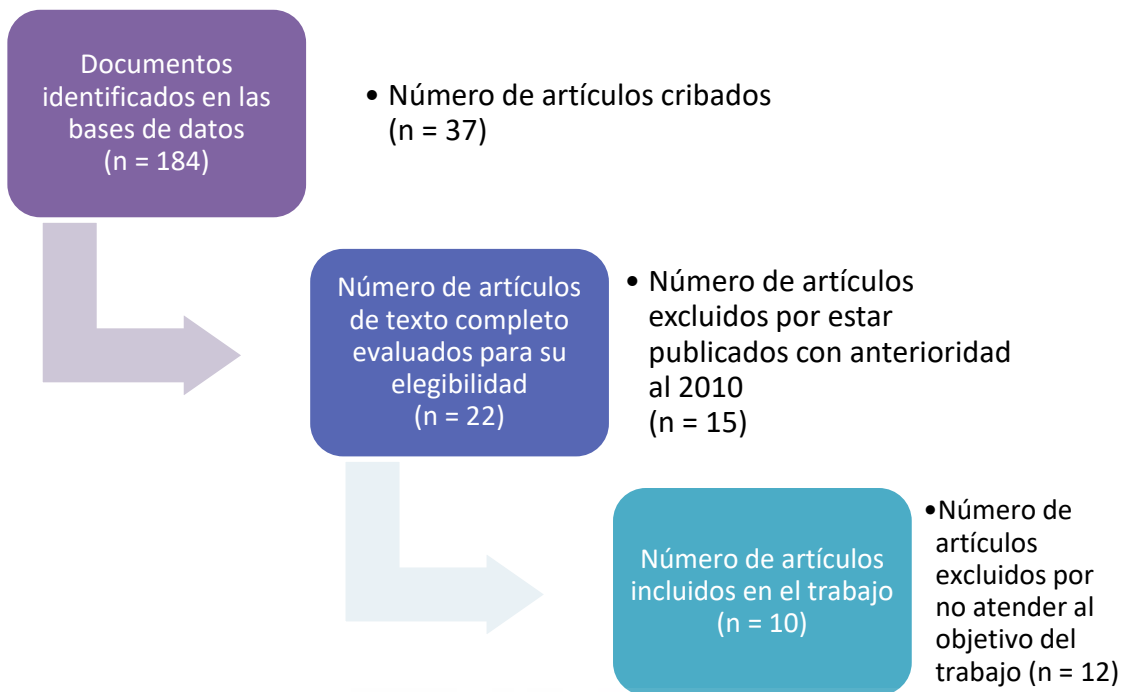 Documentos
identificados en las
bases de datos
(n = 184)
• Número de artículos cribados
(n = 37)
Número de artículos
de texto completo
evaluados para su
elegibilidad
(n = 22)
• Número de artículos
excluidos por estar
publicados con anterioridad
al 2010
(n = 15)
Número de artículos
incluidos en el trabajo
(n = 10)
•Número de
artículos
excluidos por
no atender al
objetivo del
trabajo (n = 12)